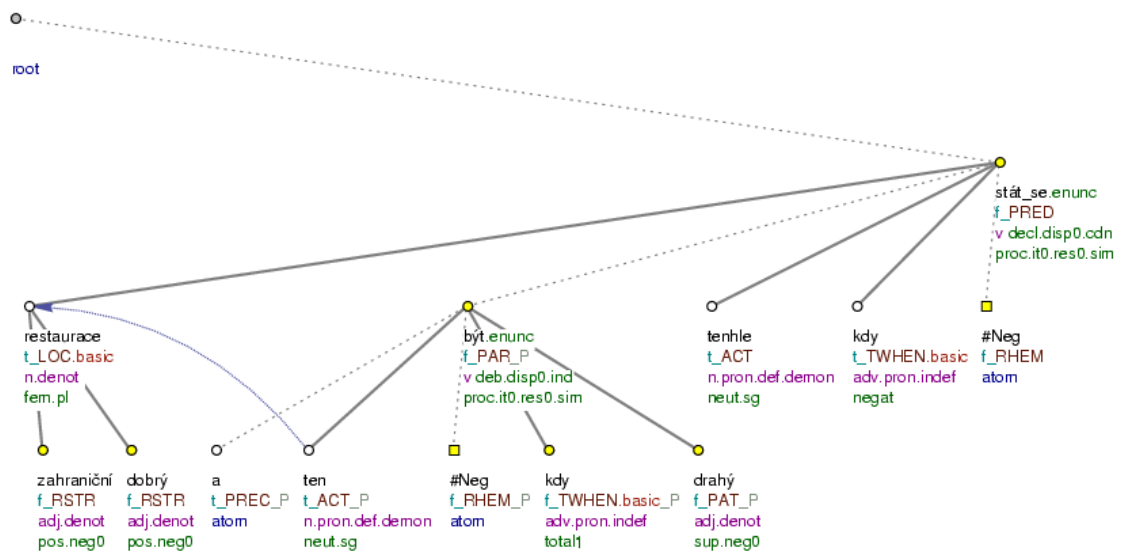 root
stát_se.enunc
f_PRED
v decl.disp0.cdn
proc.it0.res0.sim
restaurace
t_LOC.basic
n.denot
fem.pl
být.enunc
f_PAR_P
v deb.disp0.ind
proc.it0.res0.sim
tenhle
t_ACT
n.pron.def.demon
neut.sg
kdy
t_TWHEN.basic
adv.pron.indef
negat
#Neg
f_RHEM
atom
zahraniční
f_RSTR
adj.denot
pos.neg0
dobrý
f_RSTR
adj.denot
pos.neg0
a
t_PREC_P
atom
ten
t_ACT_P
n.pron.def.demon
neut.sg
#Neg
f_RHEM_P
atom
kdy
f_TWHEN.basic_P
adv.pron.indef
total1
drahý
f_PAT_P
adj.denot
sup.neg0